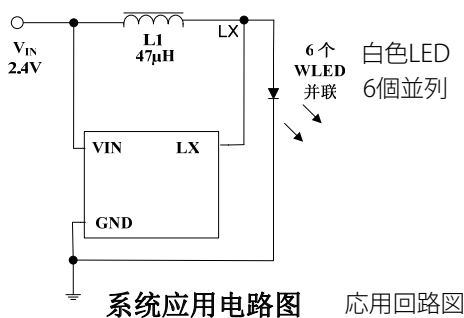 L1
47μH
LX
V_IN
2.4V
6 个
WLED
并联
白色LED
6個並列
VIN
LX
GND
系统应用电路图
応用回路図